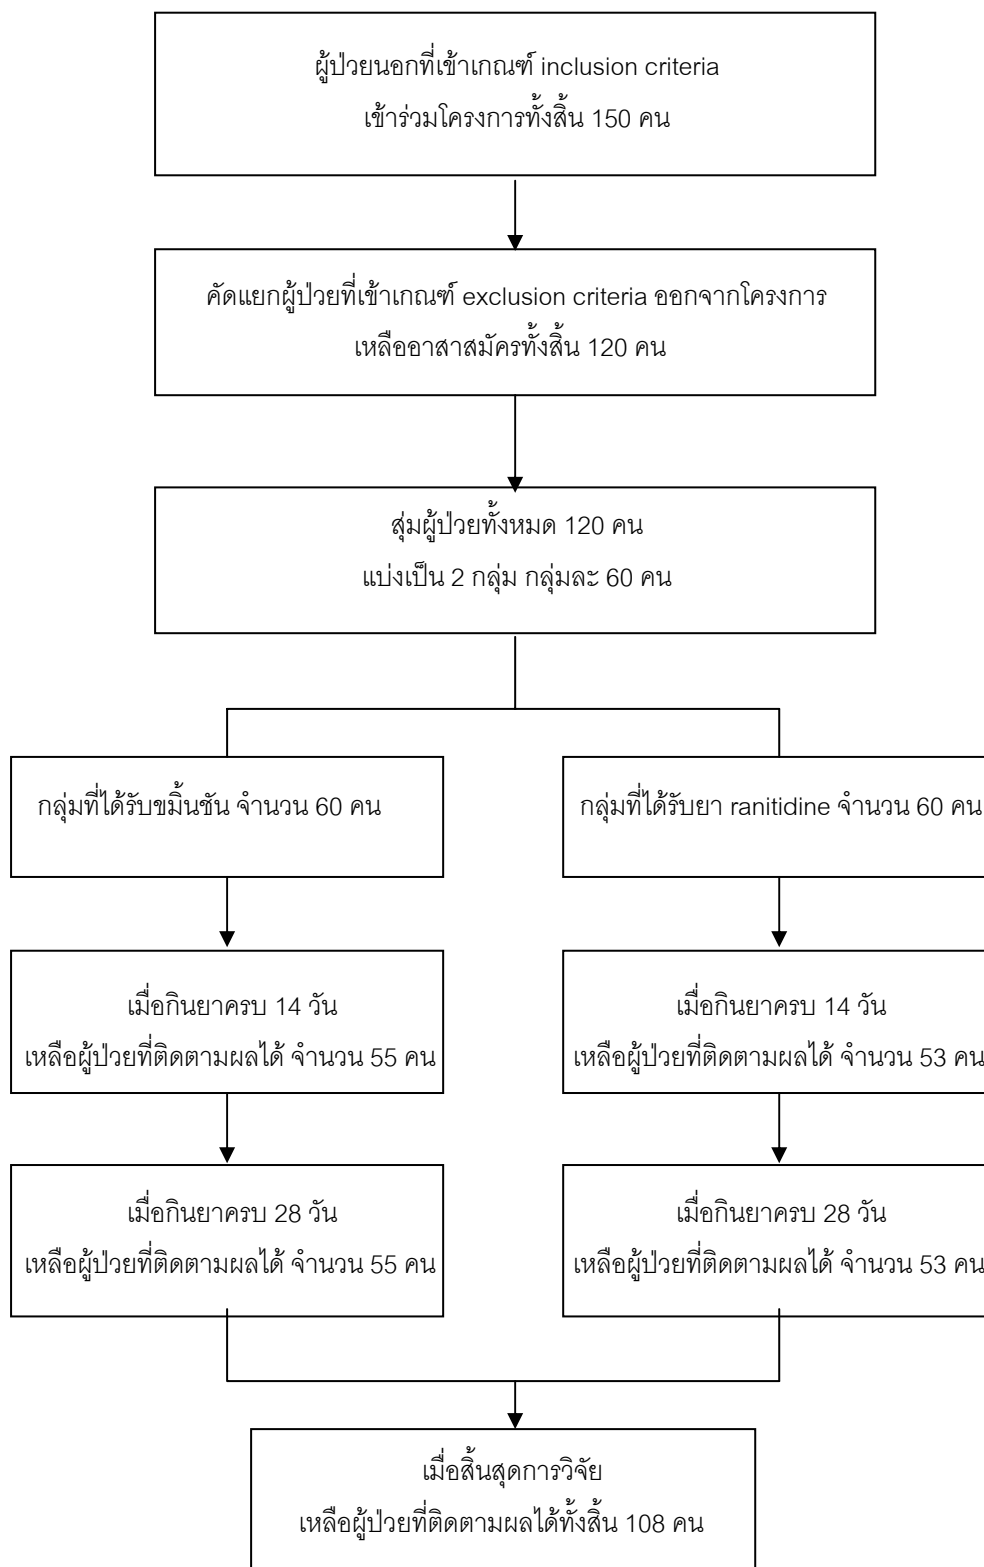 ผู้ป่วยนอกที่เข้าเกณฑ์ inclusion criteria
เข้าร่วมโครงการทั้งสิ้น 150 คน
คัดแยกผู้ป่วยที่เข้าเกณฑ์ exclusion criteria ออกจากโครงการ
เหลืออาสาสมัครทั้งสิ้น 120 คน
สุ่มผู้ป่วยทั้งหมด 120 คน
แบ่งเป็น 2 กลุ่ม กลุ่มละ 60 คน
กลุ่มที่ได้รับขมิ้นชัน จำนวน 60 คน
กลุ่มที่ได้รับยา ranitidine จำนวน 60 คน
เมื่อกินยาครบ 14 วัน
เหลือผู้ป่วยที่ติดตามผลได้ จำนวน 55 คน
เมื่อกินยาครบ 14 วัน
เหลือผู้ป่วยที่ติดตามผลได้ จำนวน 53 คน
เมื่อกินยาครบ 28 วัน
เหลือผู้ป่วยที่ติดตามผลได้ จำนวน 55 คน
เมื่อกินยาครบ 28 วัน
เหลือผู้ป่วยที่ติดตามผลได้ จำนวน 53 คน
เมื่อสิ้นสุดการวิจัย
เหลือผู้ป่วยที่ติดตามผลได้ทั้งสิ้น 108 คน